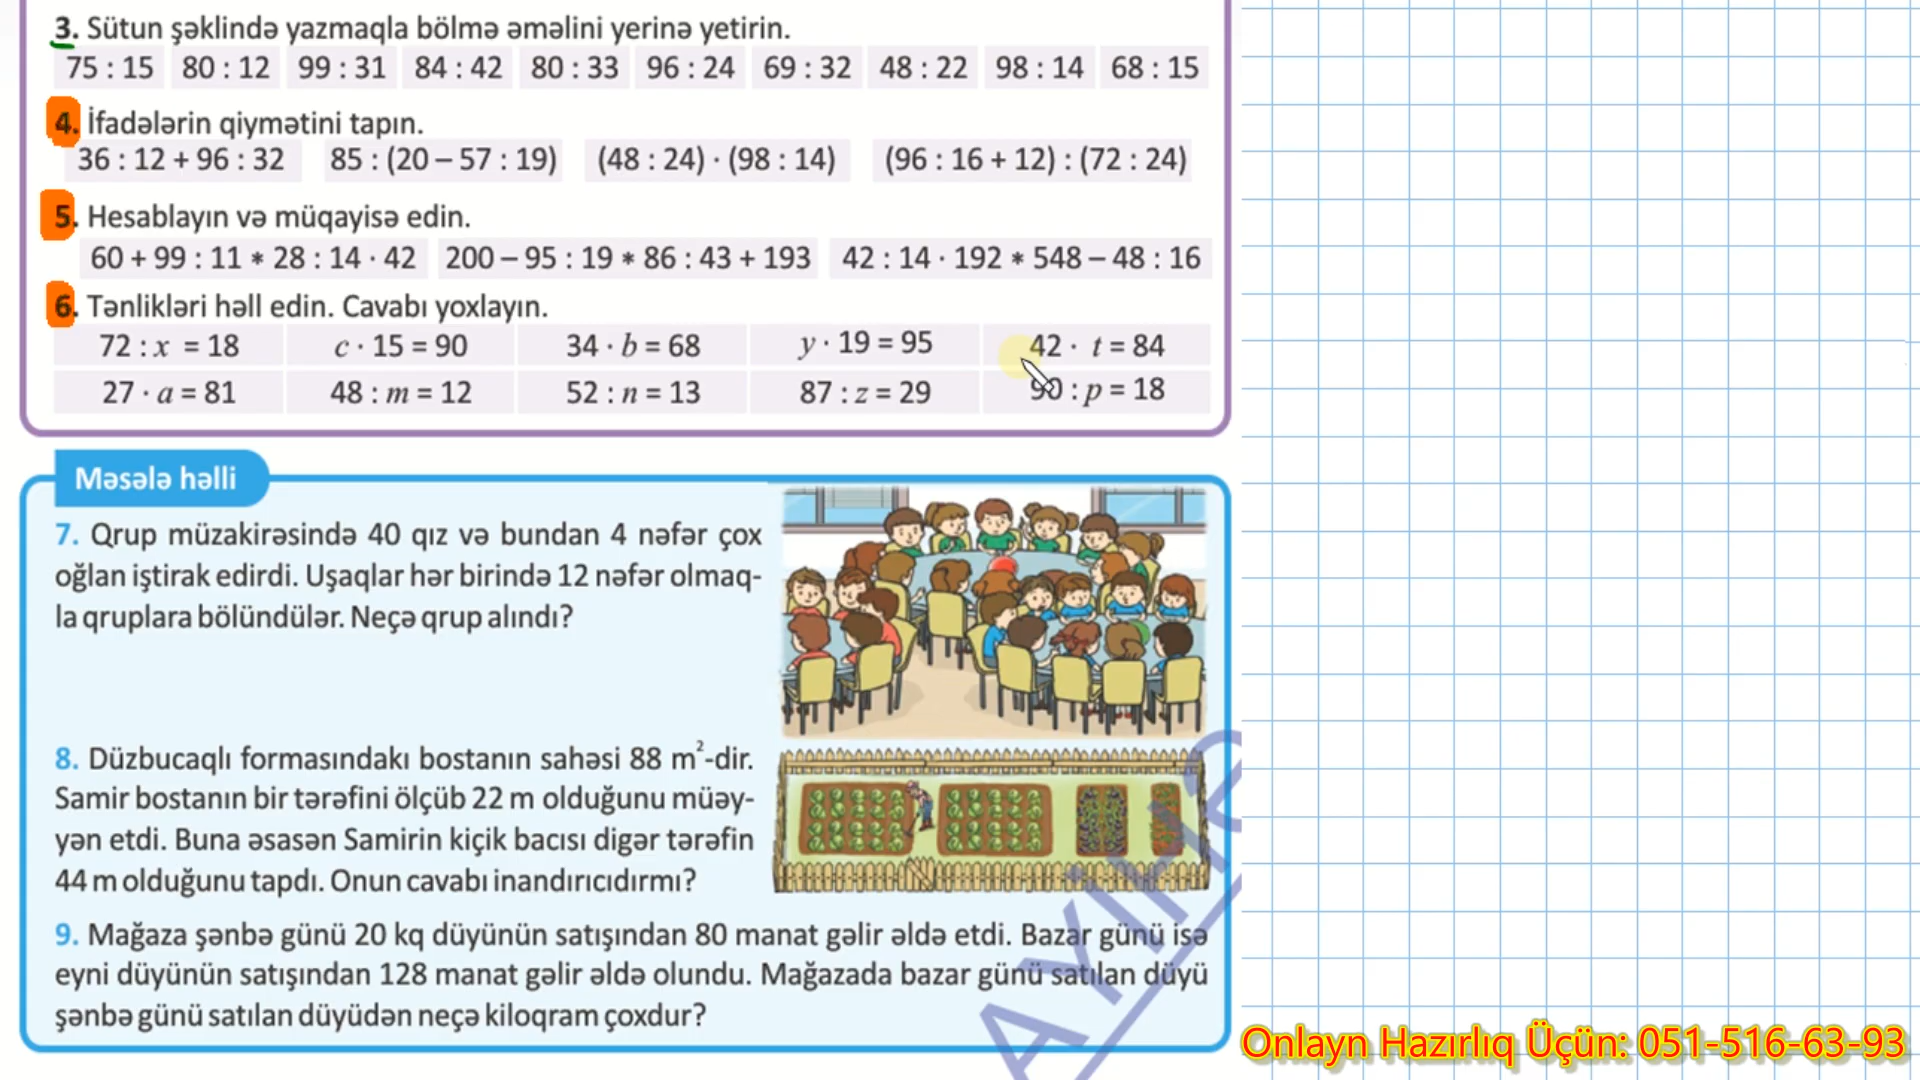 3. Sütun şəklində yazmaqla bölmə əməlini yerinə yetirin.
75 : 15 80 : 12 99 : 31 84 : 42 80 : 33 96 : 24 69 : 32 48 : 22 98 : 14 68 : 15
4. İfadələrin qiymətini tapın.
36 : 12 + 96 : 32 85 : (20 – 57 : 19) (48 : 24) · (98 : 14) (96 : 16 + 12) : (72 : 24)
5. Hesablayın və müqayisə edin.
60 + 99 : 11 * 28 : 14 · 42 200 – 95 : 19 * 86 : 43 + 193 42 : 14 · 192 * 548 – 48 : 16
6. Tənlikləri həll edin. Cavabı yoxlayın.
72 : x = 18 c · 15 = 90 34 · b = 68 y · 19 = 95 42 · t = 84
27 · a = 81 48 : m = 12 52 : n = 13 87 : z = 29 90 : p = 18
Məsələ həlli
7. Qrup müzakirəsində 40 qız və bundan 4 nəfər çox
oğlan iştirak edirdi. Uşaqlar hər birində 12 nəfər olmaq-
la qruplara bölündülər. Neçə qrup alındı?
8. Düzbucaqlı formasındakı bostanın sahəsi 88 m²-dir.
Samir bostanın bir tərəfini ölçüb 22 m olduğunu müəy-
yən etdi. Buna əsasən Samirin kiçik bacısı digər tərəfin
44 m olduğunu tapdı. Onun cavabı inandırıcıdırmı?
9. Mağaza şənbə günü 20 kq düyünün satışından 80 manat gəlir əldə etdi. Bazar günü isə
eyni düyünün satışından 128 manat gəlir əldə olundu. Mağazada bazar günü satılan düyü
şənbə günü satılan düyüdən neçə kiloqram çoxdur?
Onlayn Hazırlıq Üçün: 051-516-63-93